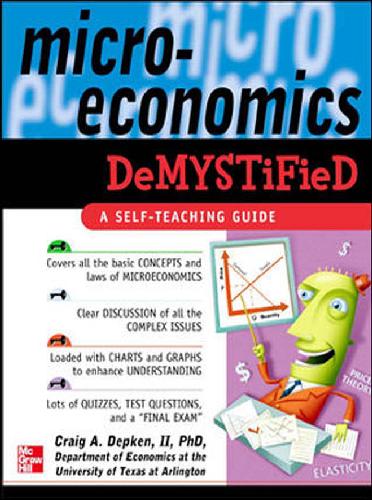 micro-
economics
DeMYSTiFieD
A SELF-TEACHING GUIDE
Covers all the basic CONCEPTS and
laws of MICROECONOMICS
Clear DISCUSSION of all the
COMPLEX ISSUES
Loaded with CHARTS and GRAPHS
to enhance UNDERSTANDING
Lots of QUIZZES, TEST QUESTIONS,
and a "FINAL EXAM"
$
$
$
PRICE
THEORY
ELASTICITY
Mc
Graw
Hill
Craig A. Depken, II, PhD,
Department of Economics at the
University of Texas at Arlington